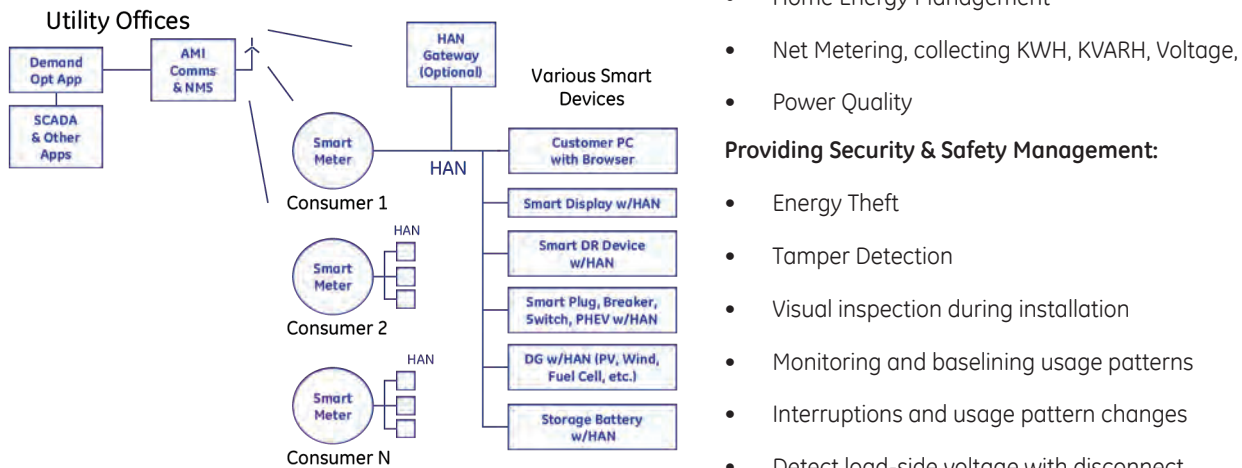 Utility Offices
Demand
Opt App
AMI
Comms
& NMS
SCADA
& Other
Apps
HAN
Gateway
(Optional)
Various Smart
Devices
Smart
Meter
HAN
Consumer 1
Customer PC
with Browser
Smart Display w/HAN
Smart DR Device
w/HAN
Smart Plug, Breaker,
Switch, PHEV w/HAN
DG w/HAN (PV, Wind,
Fuel Cell, etc.)
Storage Battery
w/HAN
HAN
Smart
Meter
Consumer 2
HAN
Smart
Meter
Consumer N
• Home Energy Management
• Net Metering, collecting KWH, KVARH, Voltage,
• Power Quality
Providing Security & Safety Management:
• Energy Theft
• Tamper Detection
• Visual inspection during installation
• Monitoring and baselining usage patterns
• Interruptions and usage pattern changes
• Detect load-side voltage with disconnect